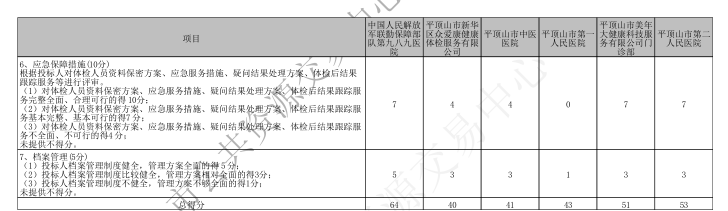 项目
中国人民解放
军联勤保障部
队第九八九医
院
平顶山市新华
区众爱康健康
体检服务有限
公司
平顶山市中医
医院
平顶山市第一
人民医院
平顶山市美年
大健康科技服
务有限公司门
诊部
平顶山市第二
人民医院
6、应急保障措施(10分)
根据投标人对体检人员资料保密方案、应急服务措施、疑问结果处理方案、体检后结果
跟踪服务等进行评审。
（1）对体检人员资料保密方案、应急服务措施、疑问结果处理方案、体检后结果跟踪服
务完整全面、合理可行的得10分；
（2）对体检人员资料保密方案、应急服务措施、疑问结果处理方案、体检后结果跟踪服
务基本完整、基本可行的得7分；
（3）对体检人员资料保密方案、应急服务措施、疑问结果处理方案、体检后结果跟踪服
务不全面、不可行的得4分；
未提供不得分。
7 4 4 0 7 7
7、档案管理(5分)
（1）投标人档案管理制度健全，管理方案全面的得5分；
（2）投标人档案管理制度比较健全，管理方案相对全面的得3分；
（3）投标人档案管理制度不健全，管理方案不够全面的得1分；
未提供不得分。
5 3 3 1 3 3
总得分 64 40 41 43 51 53